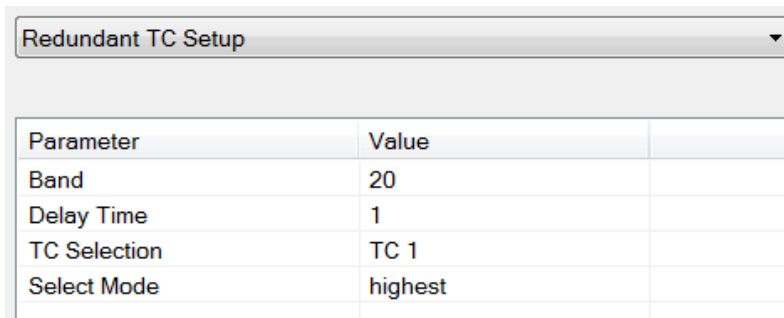 Redundant TC Setup
Parameter Value
Band 20
Delay Time 1
TC Selection TC 1
Select Mode highest